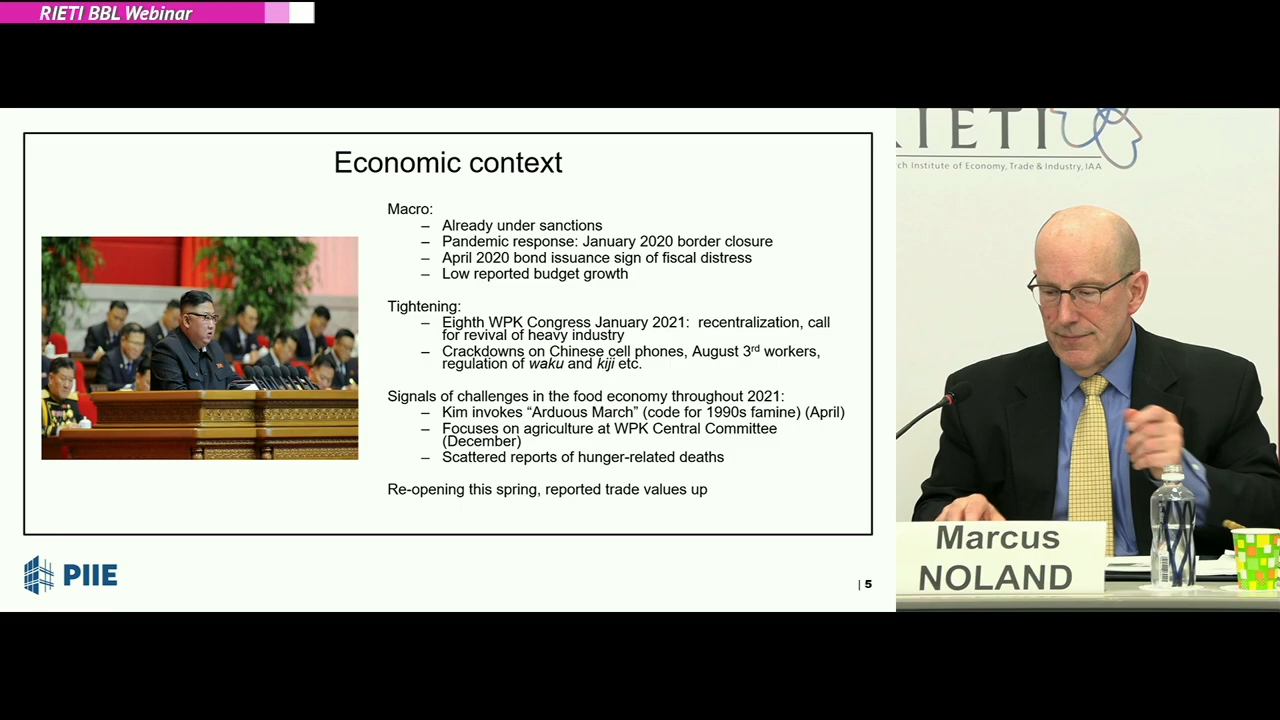 RIETI BBL Webinar
Economic context
Macro:
– Already under sanctions
– Pandemic response: January 2020 border closure
– April 2020 bond issuance sign of fiscal distress
– Low reported budget growth
Tightening:
– Eighth WPK Congress January 2021: recentralization, call
for revival of heavy industry
– Crackdowns on Chinese cell phones, August 3rd workers,
regulation of waku and kiji etc.
Signals of challenges in the food economy throughout 2021:
– Kim invokes “Arduous March” (code for 1990s famine) (April)
– Focuses on agriculture at WPK Central Committee
(December)
– Scattered reports of hunger-related deaths
Re-opening this spring, reported trade values up
PIIE
| 5
RIETI
rch Institute of Economy, Trade & Industry, IAA
Marcus
NOLAND